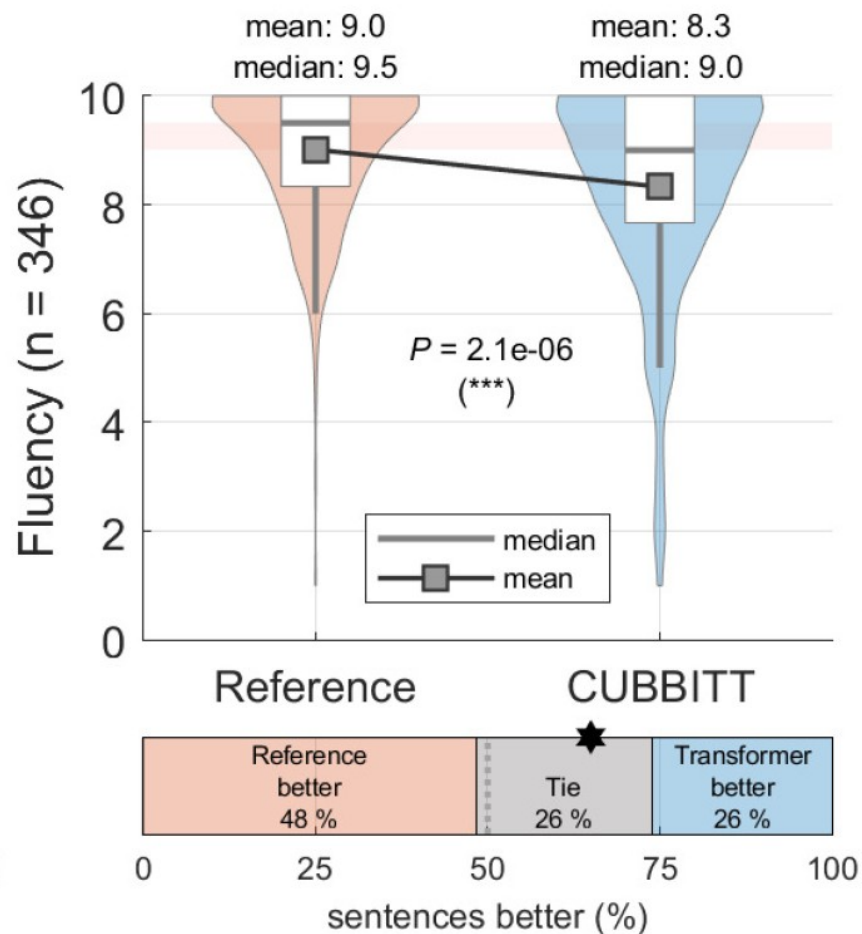 mean: 9.0
median: 9.5
mean: 8.3
median: 9.0
Fluency (n = 346)
10
8
6
4
2
0
P = 2.1e-06
(***)
median
mean
Reference
CUBBITT
Reference
better
48 %
Tie
26 %
Transformer
better
26 %
0
25
50
75
100
sentences better (%)